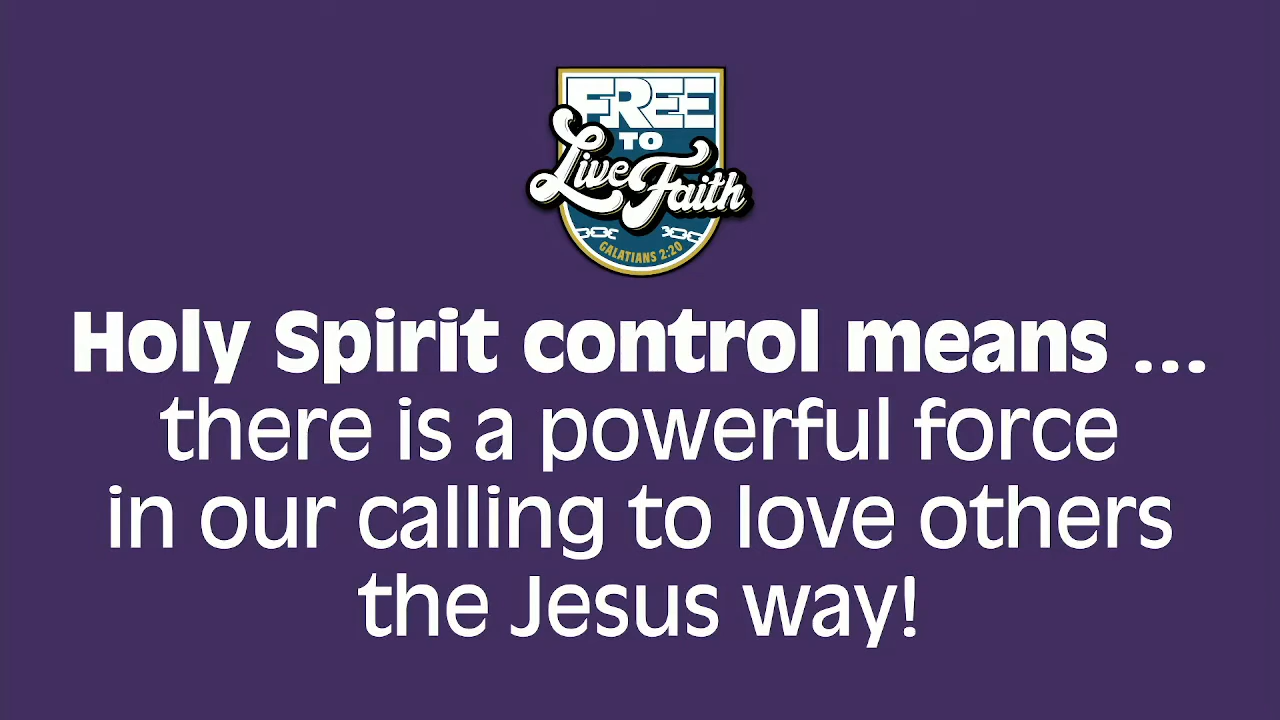 FREE
TO
Live Faith
GALATIANS 2:20
Holy Spirit control means ...
there is a powerful force
in our calling to love others
the Jesus way!